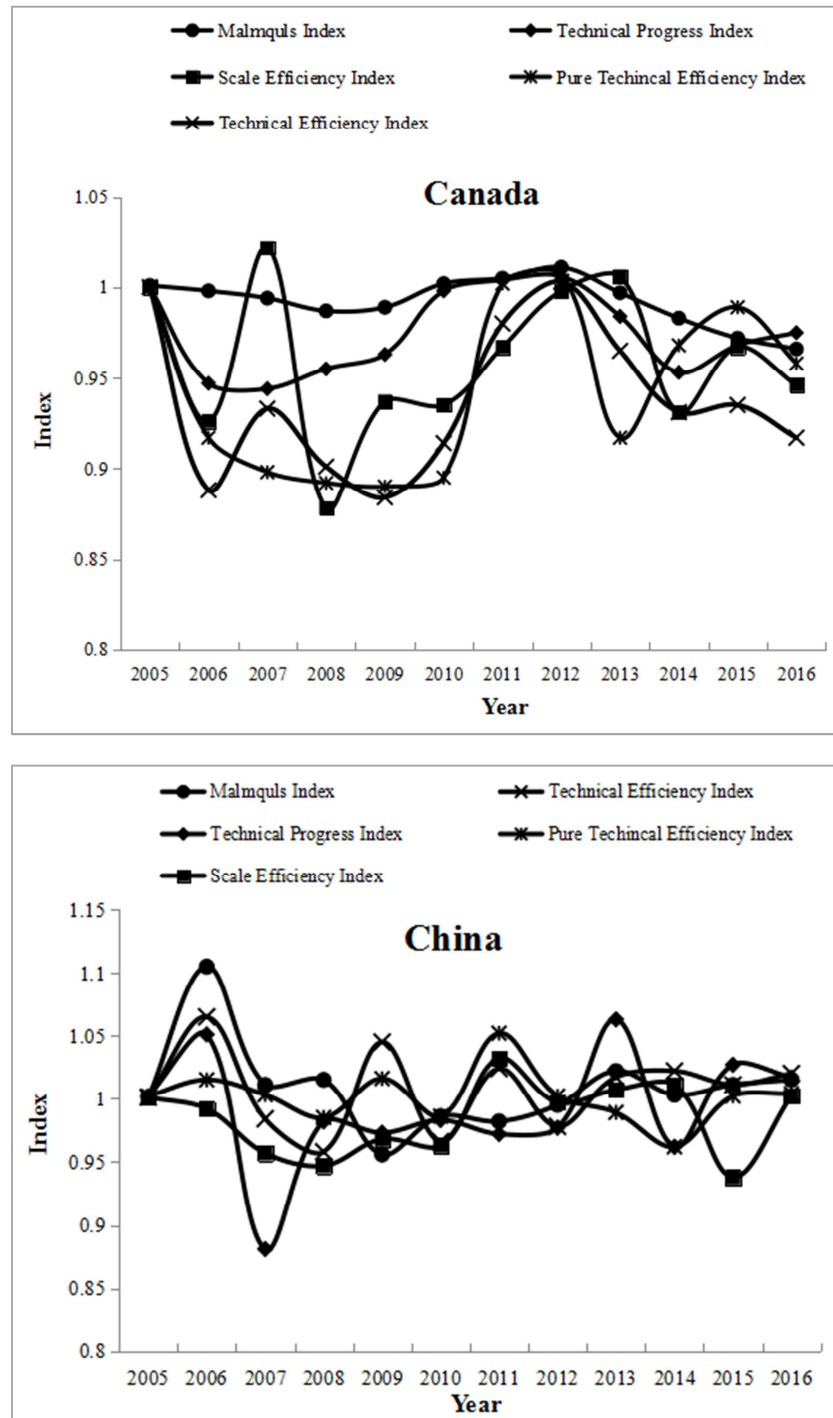 Malmquls Index Technical Progress Index
Scale Efficiency Index Pure Techincal Efficiency Index
Technical Efficiency Index
Canada
1.05
1
0.95
0.9
0.85
0.8
Index
2005 2006 2007 2008 2009 2010 2011 2012 2013 2014 2015 2016
Year
Malmquls Index Technical Efficiency Index
Technical Progress Index Pure Techincal Efficiency Index
Scale Efficiency Index
China
1.15
1.1
1.05
1
0.95
0.9
0.85
0.8
Index
2005 2006 2007 2008 2009 2010 2011 2012 2013 2014 2015 2016
Year